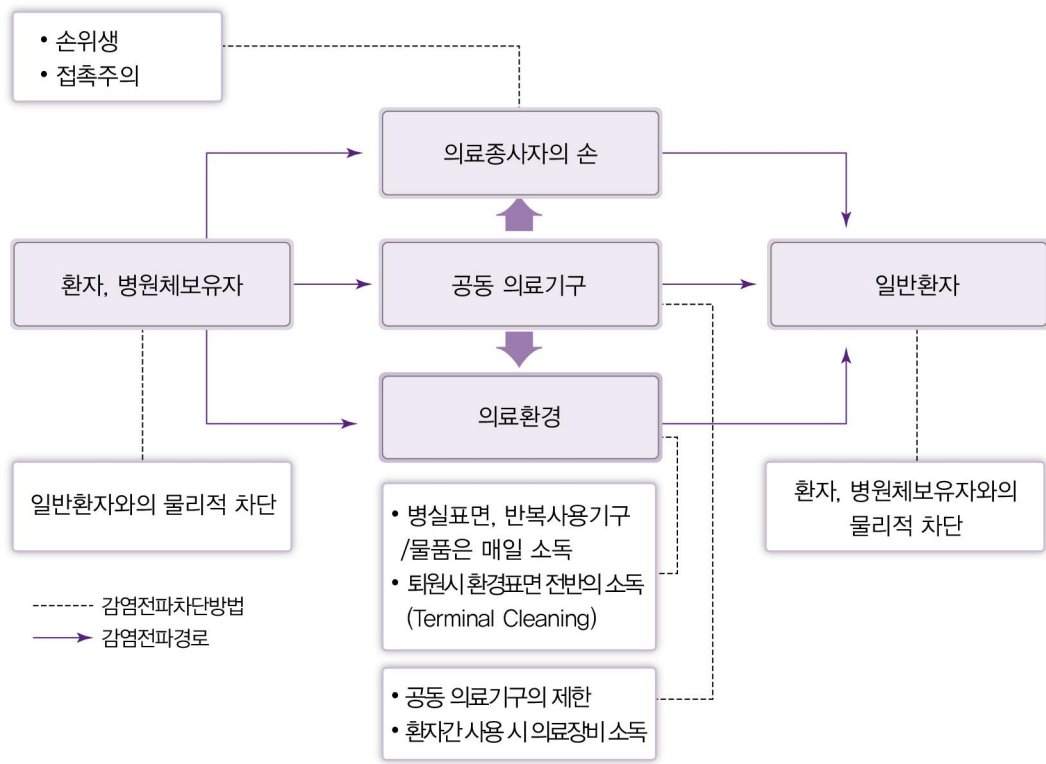 • 손위생
• 접촉주의
의료종사자의 손
환자, 병원체보유자
공동 의료기구
일반환자
의료환경
일반환자와의 물리적 차단
• 병실표면, 반복사용기구
/물품은 매일 소독
• 퇴원시 환경표면 전반의 소독
(Terminal Cleaning)
환자, 병원체보유자와의
물리적 차단
감염전파차단방법
감염전파경로
• 공동 의료기구의 제한
• 환자간 사용 시 의료장비 소독